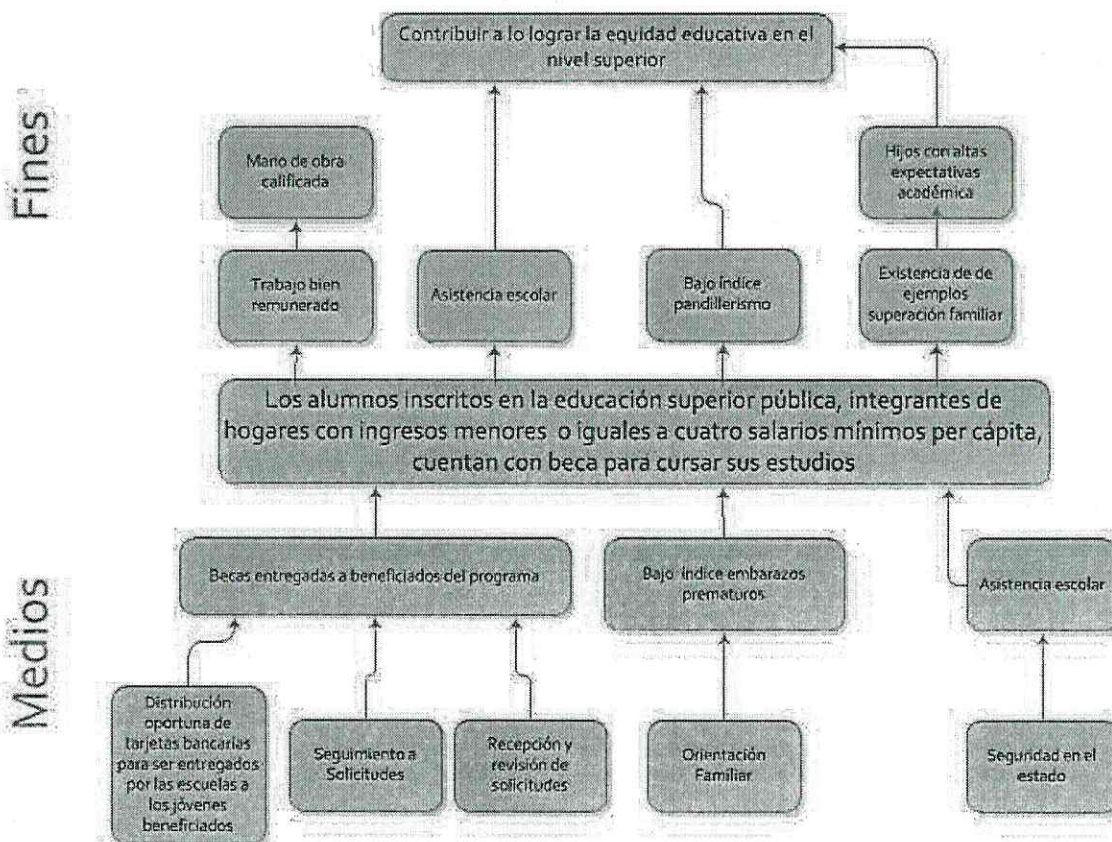 Fines
Contribuir a lo lograr la equidad educativa en el
nivel superior
Mano de obra
calificada
Hijos con altas
expectativas
académica
Trabajo bien
remunerado
Asistencia escolar
Bajo índice
pandillerismo
Existencia de de
ejemplos
superación familiar
Los alumnos inscritos en la educación superior pública, integrantes de
hogares con ingresos menores o iguales a cuatro salarios mínimos per cápita,
cuentan con beca para cursar sus estudios
Medios
Becas entregadas a beneficiados del programa
Bajo índice embarazos
prematuros
Asistencia escolar
Distribución
oportuna de
tarjetas bancarias
para ser entregados
por las escuelas a
los jóvenes
beneficiados
Seguimiento a
Solicitudes
Recepción y
revisión de
solicitudes
Orientación
Familiar
Seguridad en el
estado